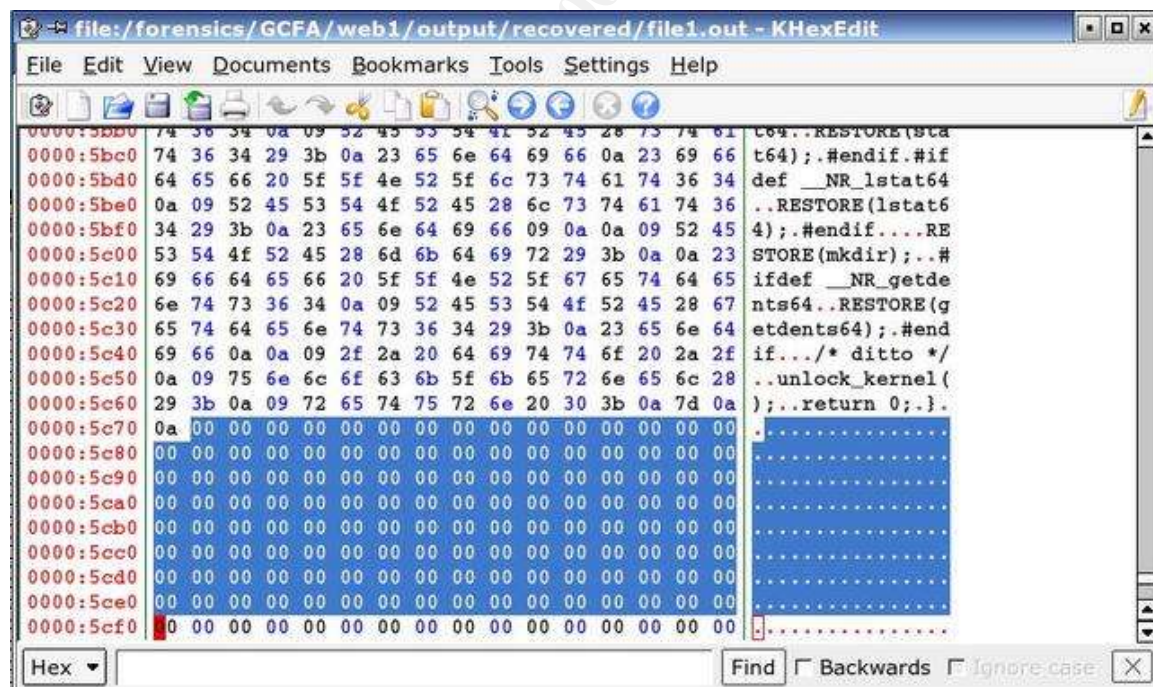 file:/forensics/GCFA/web1/output/recovered/file1.out - KHexEdit
File Edit View Documents Bookmarks Tools Settings Help
0000:5bb0 74 36 34 0a 09 52 45 53 54 4f 52 45 28 73 74 61 t64..RESTORE(sta
0000:5bc0 74 36 34 29 3b 0a 23 65 6e 64 69 66 0a 23 69 66 t64);.#endif.#if
0000:5bd0 64 65 66 20 5f 5f 4e 52 5f 6c 73 74 61 74 36 34 def __NR_lstat64
0000:5be0 0a 09 52 45 53 54 4f 52 45 28 6c 73 74 61 74 36 ..RESTORE(lstat6
0000:5bf0 34 29 3b 0a 23 65 6e 64 69 66 09 0a 0a 09 52 45 4);.#endif....RE
0000:5c00 53 54 4f 52 45 28 6d 6b 64 69 72 29 3b 0a 0a 23 STORE(mkdir);..#
0000:5c10 69 66 64 65 66 20 5f 5f 4e 52 5f 67 65 74 64 65 ifdef __NR_getde
0000:5c20 6e 74 73 36 34 0a 09 52 45 53 54 4f 52 45 28 67 nts64..RESTORE(g
0000:5c30 65 74 64 65 6e 74 73 36 34 29 3b 0a 23 65 6e 64 etdents64);.#end
0000:5c40 69 66 0a 0a 09 2f 2a 20 64 69 74 74 6f 20 2a 2f if.../* ditto */
0000:5c50 0a 09 75 6e 6c 6f 63 6b 5f 6b 65 72 6e 65 6c 28 ..unlock_kernel(
0000:5c60 29 3b 0a 09 72 65 74 75 72 6e 20 30 3b 0a 7d 0a );..return 0;.}.
0000:5c70 0a 00 00 00 00 00 00 00 00 00 00 00 00 00 00 00 ................
0000:5c80 00 00 00 00 00 00 00 00 00 00 00 00 00 00 00 00 ................
0000:5c90 00 00 00 00 00 00 00 00 00 00 00 00 00 00 00 00 ................
0000:5ca0 00 00 00 00 00 00 00 00 00 00 00 00 00 00 00 00 ................
0000:5cb0 00 00 00 00 00 00 00 00 00 00 00 00 00 00 00 00 ................
0000:5cc0 00 00 00 00 00 00 00 00 00 00 00 00 00 00 00 00 ................
0000:5cd0 00 00 00 00 00 00 00 00 00 00 00 00 00 00 00 00 ................
0000:5ce0 00 00 00 00 00 00 00 00 00 00 00 00 00 00 00 00 ................
0000:5cf0 00 00 00 00 00 00 00 00 00 00 00 00 00 00 00 00 ................
Hex Find Backwards Ignore case